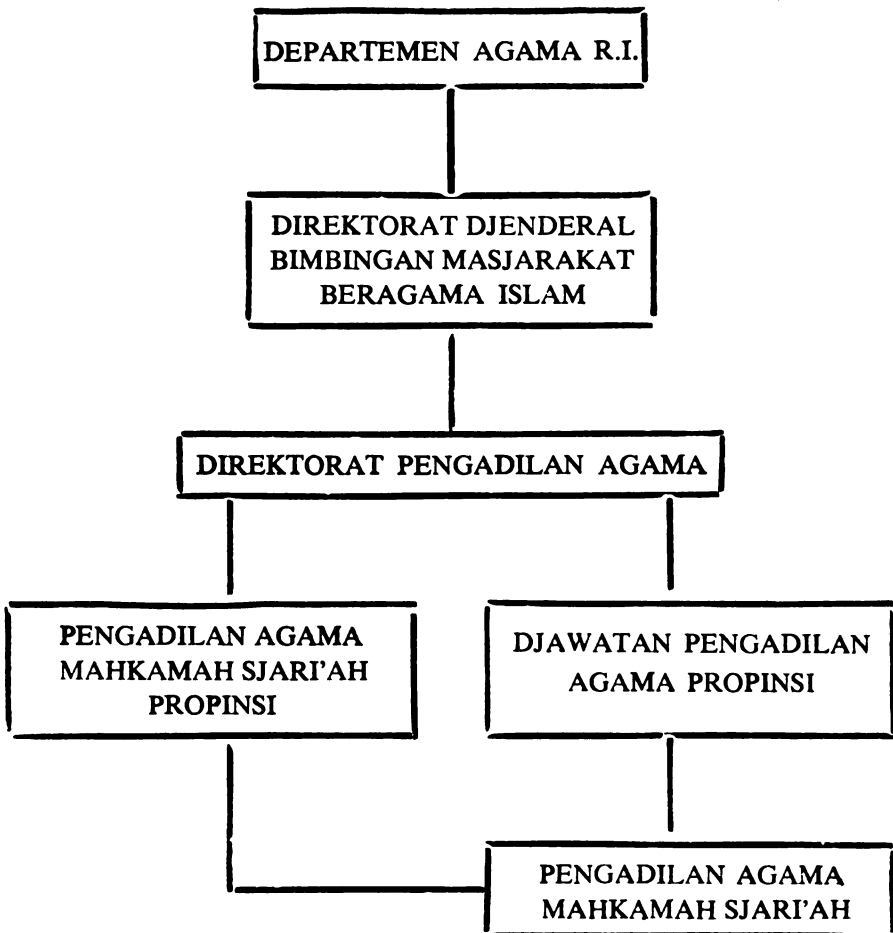 DEPARTEMEN AGAMA R.I.
DIREKTORAT DJENDERAL
BIMBINGAN MASJARAKAT
BERAGAMA ISLAM
DIREKTORAT PENGADILAN AGAMA
PENGADILAN AGAMA
MAHKAMAH SJARI'AH
PROPINSI
DJAWATAN PENGADILAN
AGAMA PROPINSI
PENGADILAN AGAMA
MAHKAMAH SJARI'AH